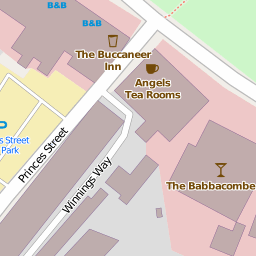 B&B
B&B
The Buccaneer
Inn
Angels
Tea Rooms
P
s Street
Park
Princes Street
Winnings Way
The Babbacombe